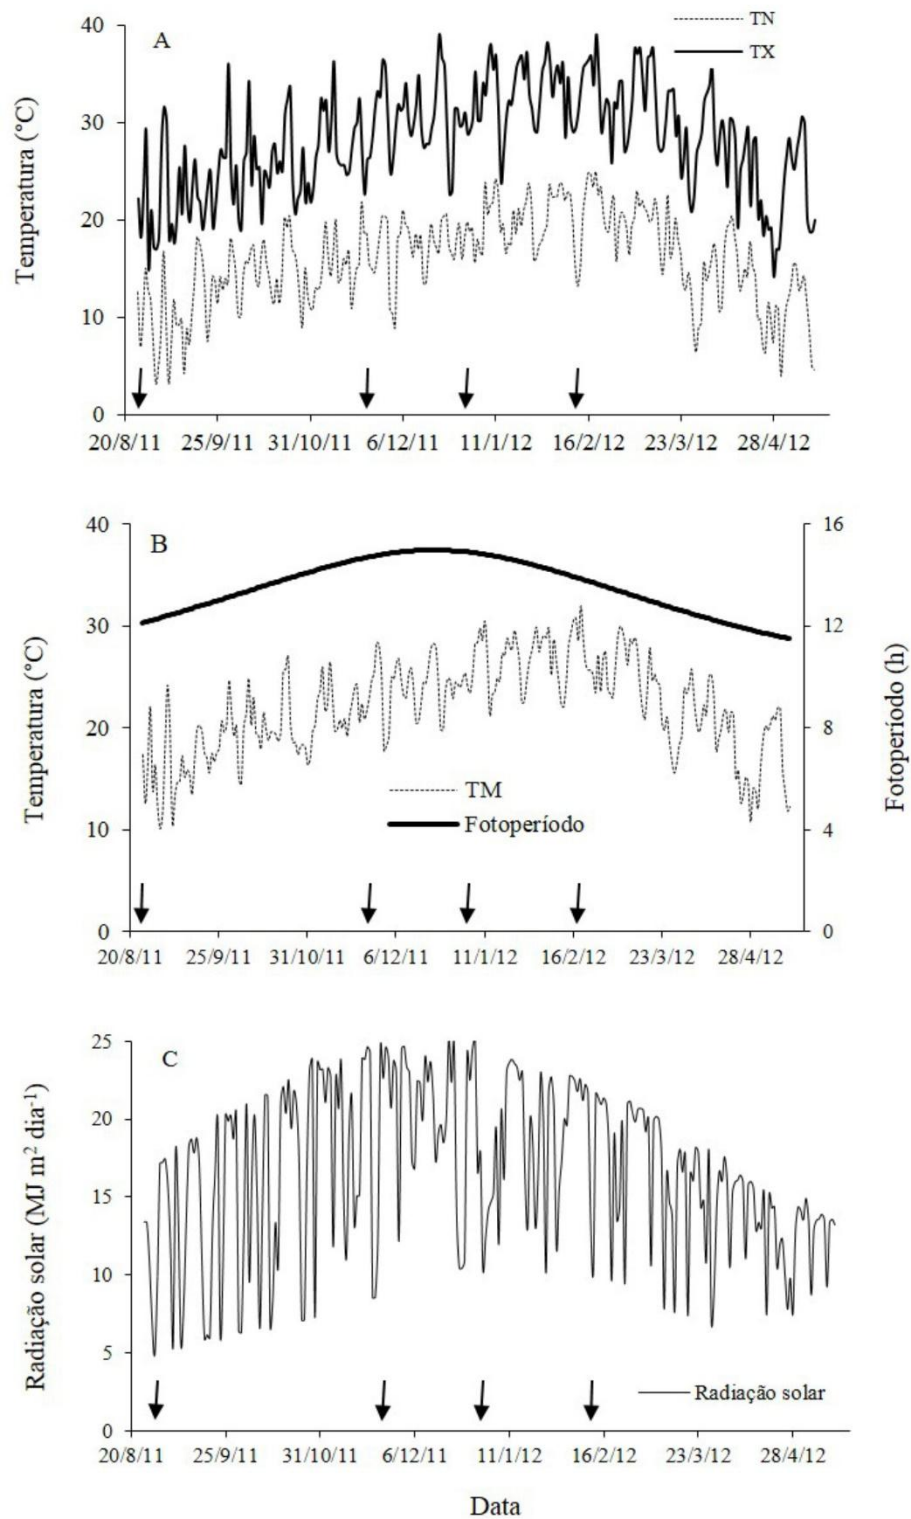 A
TN
TX
Temperatura (°C)
40
30
20
10
0
20/8/11 25/9/11 31/10/11 6/12/11 11/1/12 16/2/12 23/3/12 28/4/12
B
Temperatura (°C)
40
30
20
10
0
16
12
8
4
0
Fotoperíodo (h)
TM
Fotoperíodo
20/8/11 25/9/11 31/10/11 6/12/11 11/1/12 16/2/12 23/3/12 28/4/12
C
Radiação solar (MJ m² dia⁻¹)
25
20
15
10
5
0
Radiação solar
20/8/11 25/9/11 31/10/11 6/12/11 11/1/12 16/2/12 23/3/12 28/4/12
Data